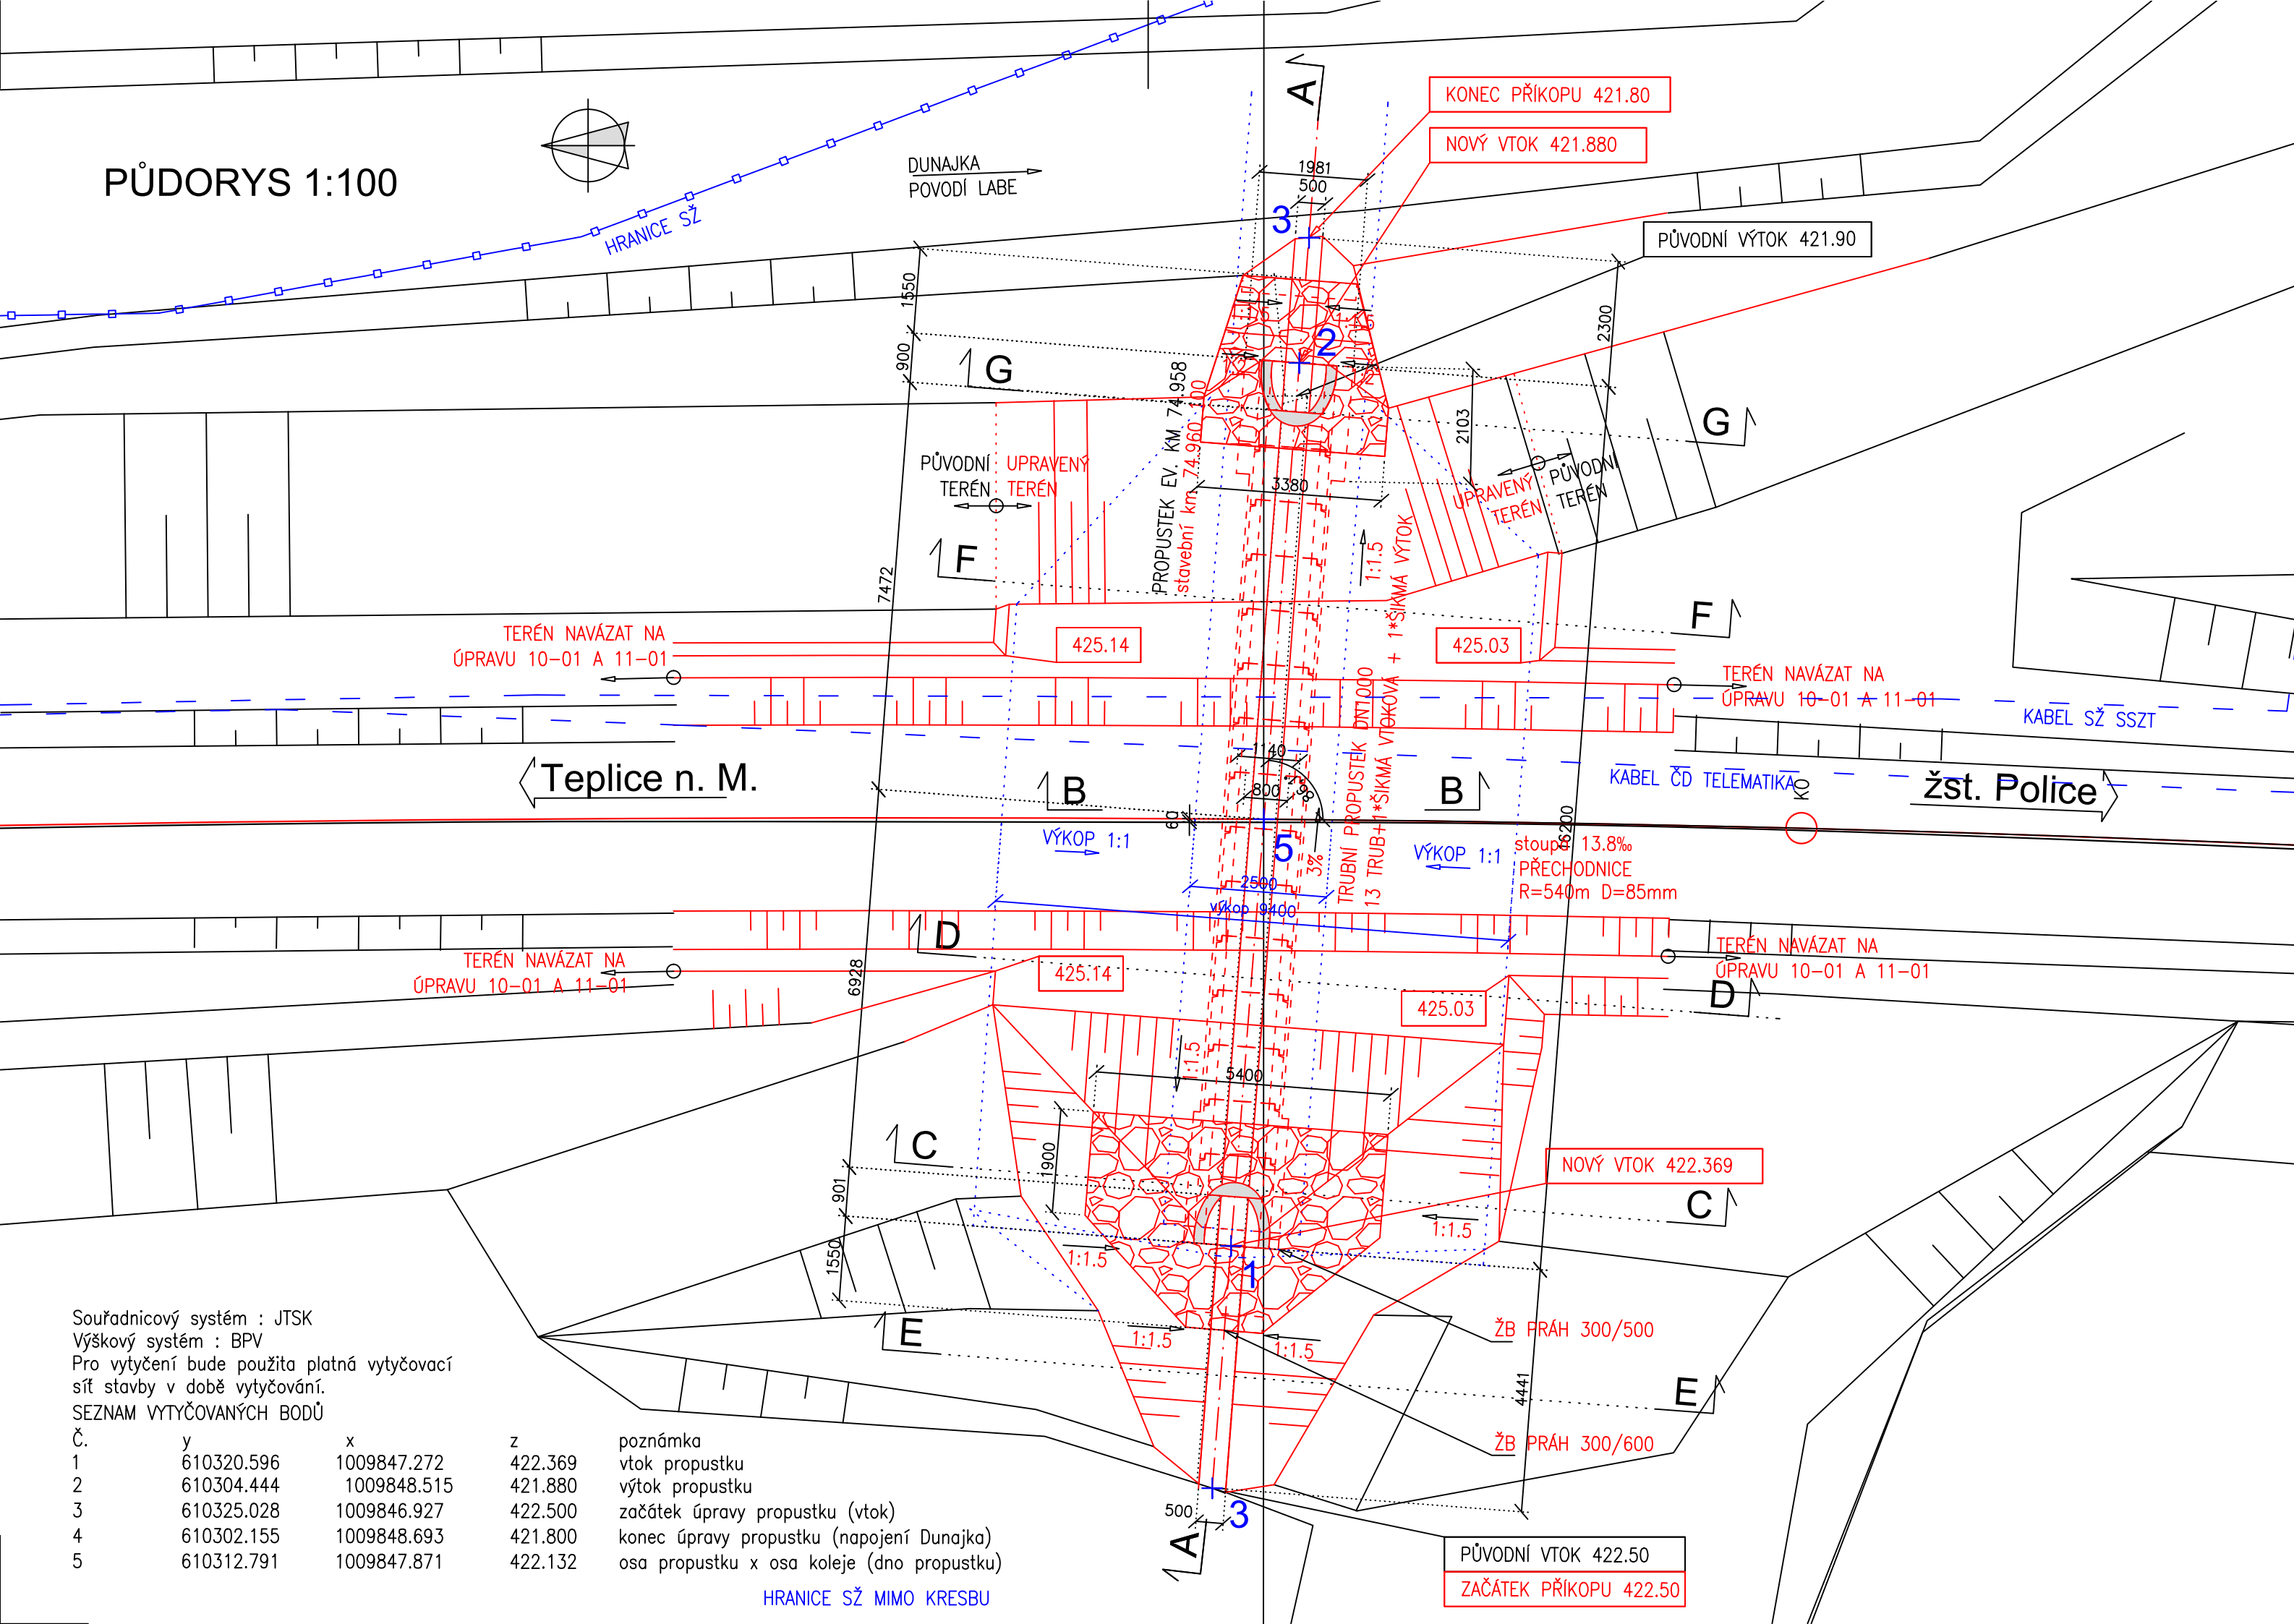 PŮDORYS 1:100
HRANICE SŽ
DUNAJKA
POVODÍ LABE
A
KONEC PŘÍKOPU 421.80
NOVÝ VTOK 421.880
1981
500
3
PŮVODNÍ VÝTOK 421.90
1550
900
2300
2
G
G
2103
PROPUSTEK EV. KM 74.958
stavební km 74.960 100
PŮVODNÍ
TERÉN
UPRAVENÝ
TERÉN
3380
UPRAVENÝ
TERÉN
PŮVODNÍ
TERÉN
F
F
7472
1:1.5
TRUBNÍ PROPUSTEK DN1000
13 TRUB+1*ŠIKMÁ VTOKOVÁ + 1*ŠIKMÁ VÝTOK
TERÉN NAVÁZAT NA
ÚPRAVU 10-01 A 11-01
425.14
425.03
TERÉN NAVÁZAT NA
ÚPRAVU 10-01 A 11-01
KABEL SŽ SSZT
KABEL ČD TELEMATIKA
Teplice n. M.
B
B
1140
800
60
KO
žst. Police
VÝKOP 1:1
5
3%
VÝKOP 1:1
16200
stoupá 13.8‰
PŘECHODNICE
R=540m D=85mm
2500
výkop 9400
D
D
TERÉN NAVÁZAT NA
ÚPRAVU 10-01 A 11-01
425.14
425.03
TERÉN NAVÁZAT NA
ÚPRAVU 10-01 A 11-01
6928
1:1.5
5400
C
C
1900
901
1550
NOVÝ VTOK 422.369
1:1.5
1:1.5
1
E
E
1:1.5
1:1.5
ŽB PRÁH 300/500
ŽB PRÁH 300/600
4441
500
3
A
PŮVODNÍ VTOK 422.50
ZAČÁTEK PŘÍKOPU 422.50
Souřadnicový systém : JTSK
Výškový systém : BPV
Pro vytyčení bude použita platná vytyčovací
síť stavby v době vytyčování.
SEZNAM VYTYČOVANÝCH BODŮ
Č. y x z poznámka
1 610320.596 1009847.272 422.369 vtok propustku
2 610304.444 1009848.515 421.880 výtok propustku
3 610325.028 1009846.927 422.500 začátek úpravy propustku (vtok)
4 610302.155 1009848.693 421.800 konec úpravy propustku (napojení Dunajka)
5 610312.791 1009847.871 422.132 osa propustku x osa koleje (dno propustku)
HRANICE SŽ MIMO KRESBU